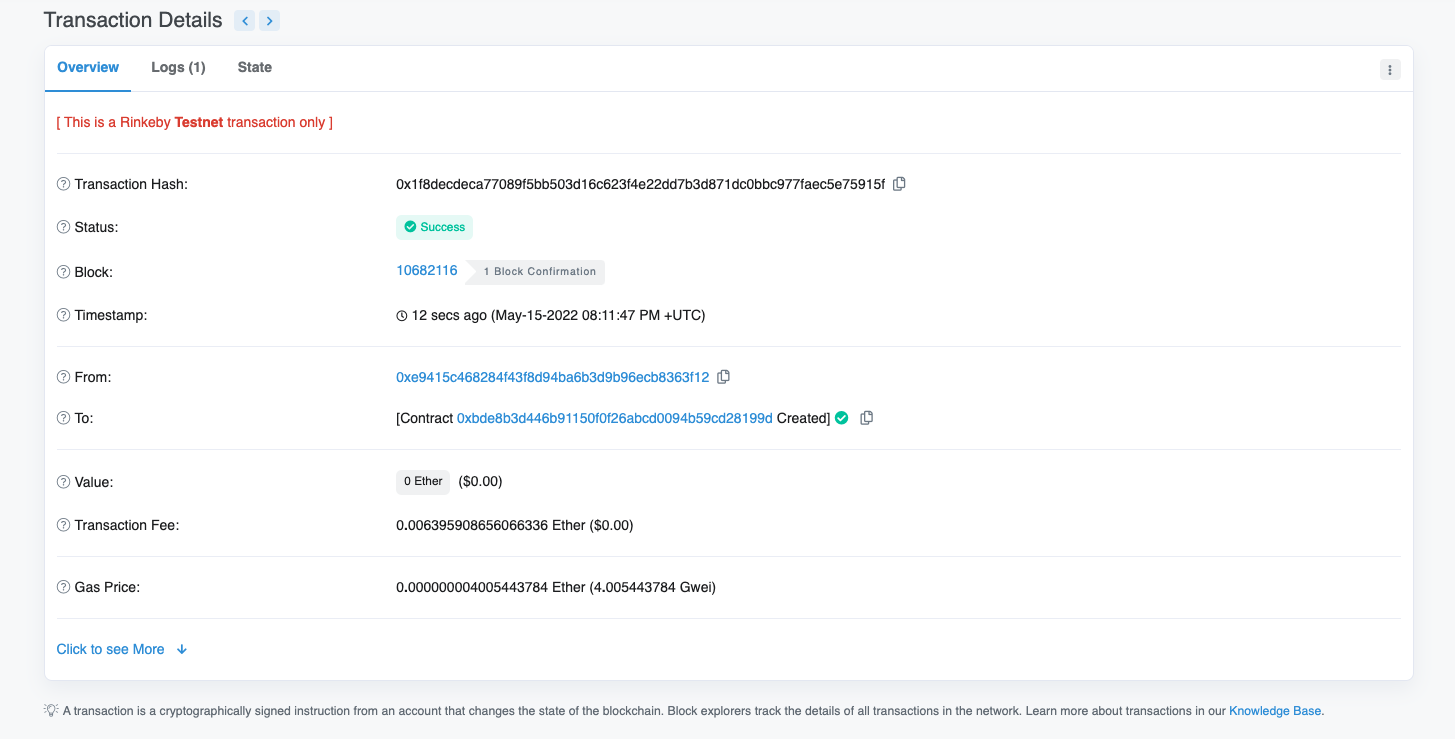 Transaction Details
Overview Logs (1) State
[ This is a Rinkeby Testnet transaction only ]
Transaction Hash: 0x1f8decdeca77089f5bb503d16c623f4e22dd7b3d871dc0bbc977faec5e75915f
Status: Success
Block: 10682116 1 Block Confirmation
Timestamp: 12 secs ago (May-15-2022 08:11:47 PM +UTC)
From: 0xe9415c468284f43f8d94ba6b3d9b96ecb8363f12
To: [Contract 0xbde8b3d446b91150f0f26abcd0094b59cd28199d Created]
Value: 0 Ether ($0.00)
Transaction Fee: 0.006395908656066336 Ether ($0.00)
Gas Price: 0.000000004005443784 Ether (4.005443784 Gwei)
Click to see More
A transaction is a cryptographically signed instruction from an account that changes the state of the blockchain. Block explorers track the details of all transactions in the network. Learn more about transactions in our Knowledge Base.